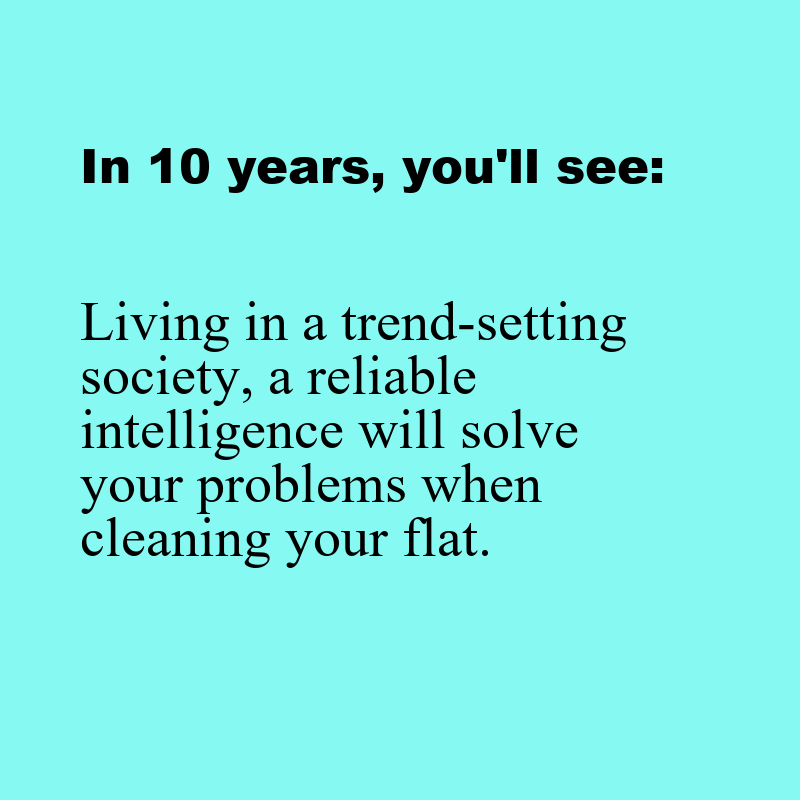 In 10 years, you'll see:
Living in a trend-setting
society, a reliable
intelligence will solve
your problems when
cleaning your flat.